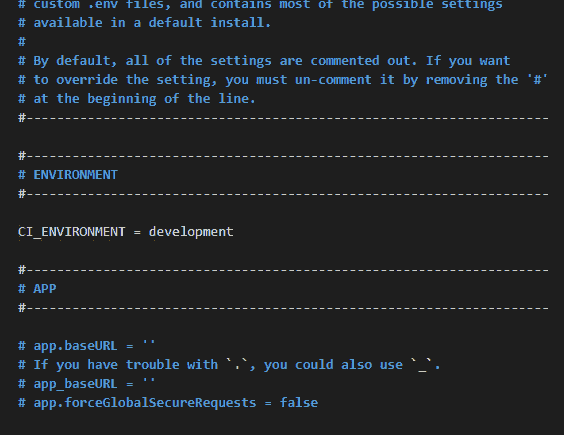 # custom .env files, and contains most of the possible settings
# available in a default install.
#
# By default, all of the settings are commented out. If you want
# to override the setting, you must un-comment it by removing the '#'
# at the beginning of the line.
#--------------------------------------------------------------------
#--------------------------------------------------------------------
# ENVIRONMENT
#--------------------------------------------------------------------
CI_ENVIRONMENT = development
#--------------------------------------------------------------------
# APP
#--------------------------------------------------------------------
# app.baseURL = ''
# If you have trouble with `.`, you could also use `_`.
# app_baseURL = ''
# app.forceGlobalSecureRequests = false